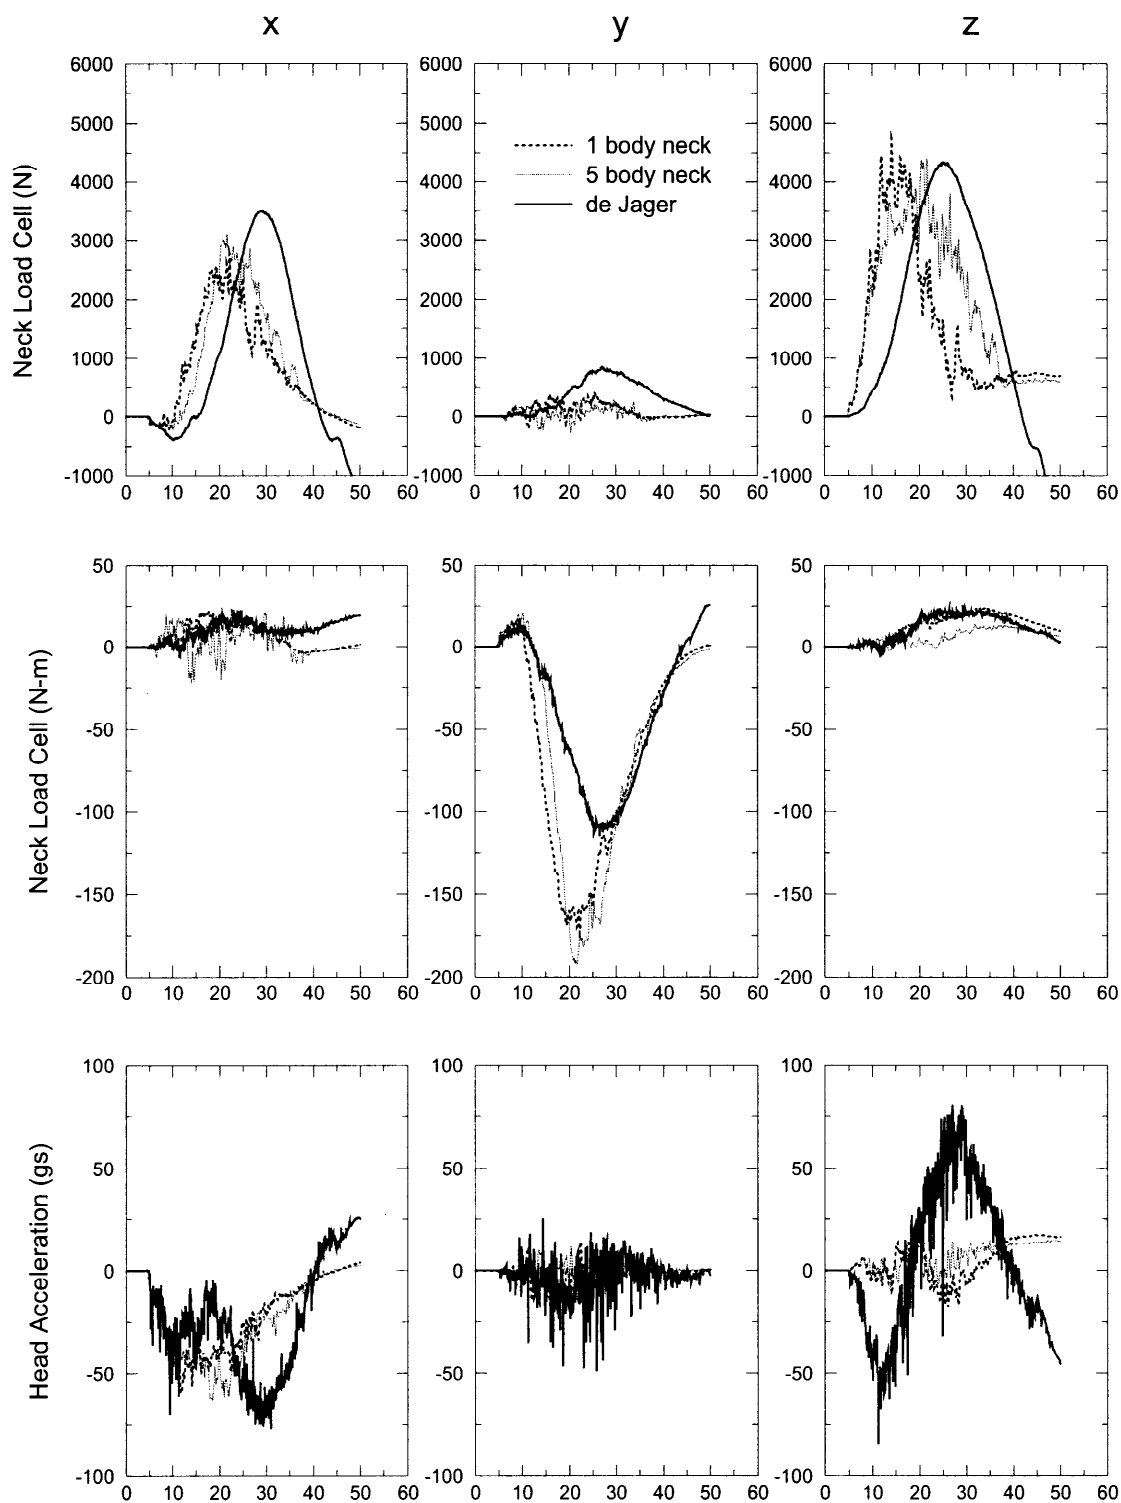 x y z
Neck Load Cell (N)
6000 6000 6000
5000 5000 5000
4000 4000 4000
3000 3000 3000
2000 2000 2000
1000 1000 1000
0 0 0
-1000 -1000 -1000
0 10 20 30 40 50 60 0 10 20 30 40 50 60 0 10 20 30 40 50 60
1 body neck
5 body neck
de Jager
Neck Load Cell (N-m)
50 50 50
0 0 0
-50 -50 -50
-100 -100 -100
-150 -150 -150
-200 -200 -200
0 10 20 30 40 50 60 0 10 20 30 40 50 60 0 10 20 30 40 50 60
Head Acceleration (gs)
100 100 100
50 50 50
0 0 0
-50 -50 -50
-100 -100 -100
0 10 20 30 40 50 60 0 10 20 30 40 50 60 0 10 20 30 40 50 60